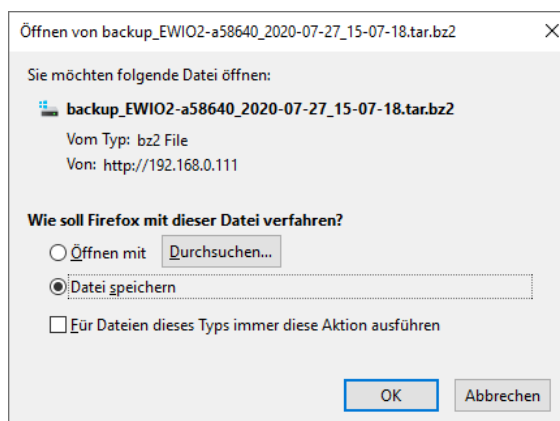 Öffnen von backup_EWIO2-a58640_2020-07-27_15-07-18.tar.bz2
Sie möchten folgende Datei öffnen:
backup_EWIO2-a58640_2020-07-27_15-07-18.tar.bz2
Vom Typ: bz2 File
Von: http://192.168.0.111
Wie soll Firefox mit dieser Datei verfahren?
Öffnen mit Durchsuchen...
Datei speichern
Für Dateien dieses Typs immer diese Aktion ausführen
OK Abbrechen